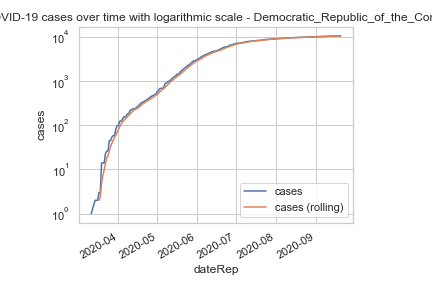 VID-19 cases over time with logarithmic scale - Democratic_Republic_of_the_Con
10⁴
10³
10²
10¹
10⁰
cases
cases
cases (rolling)
2020-04
2020-05
2020-06
2020-07
2020-08
2020-09
dateRep